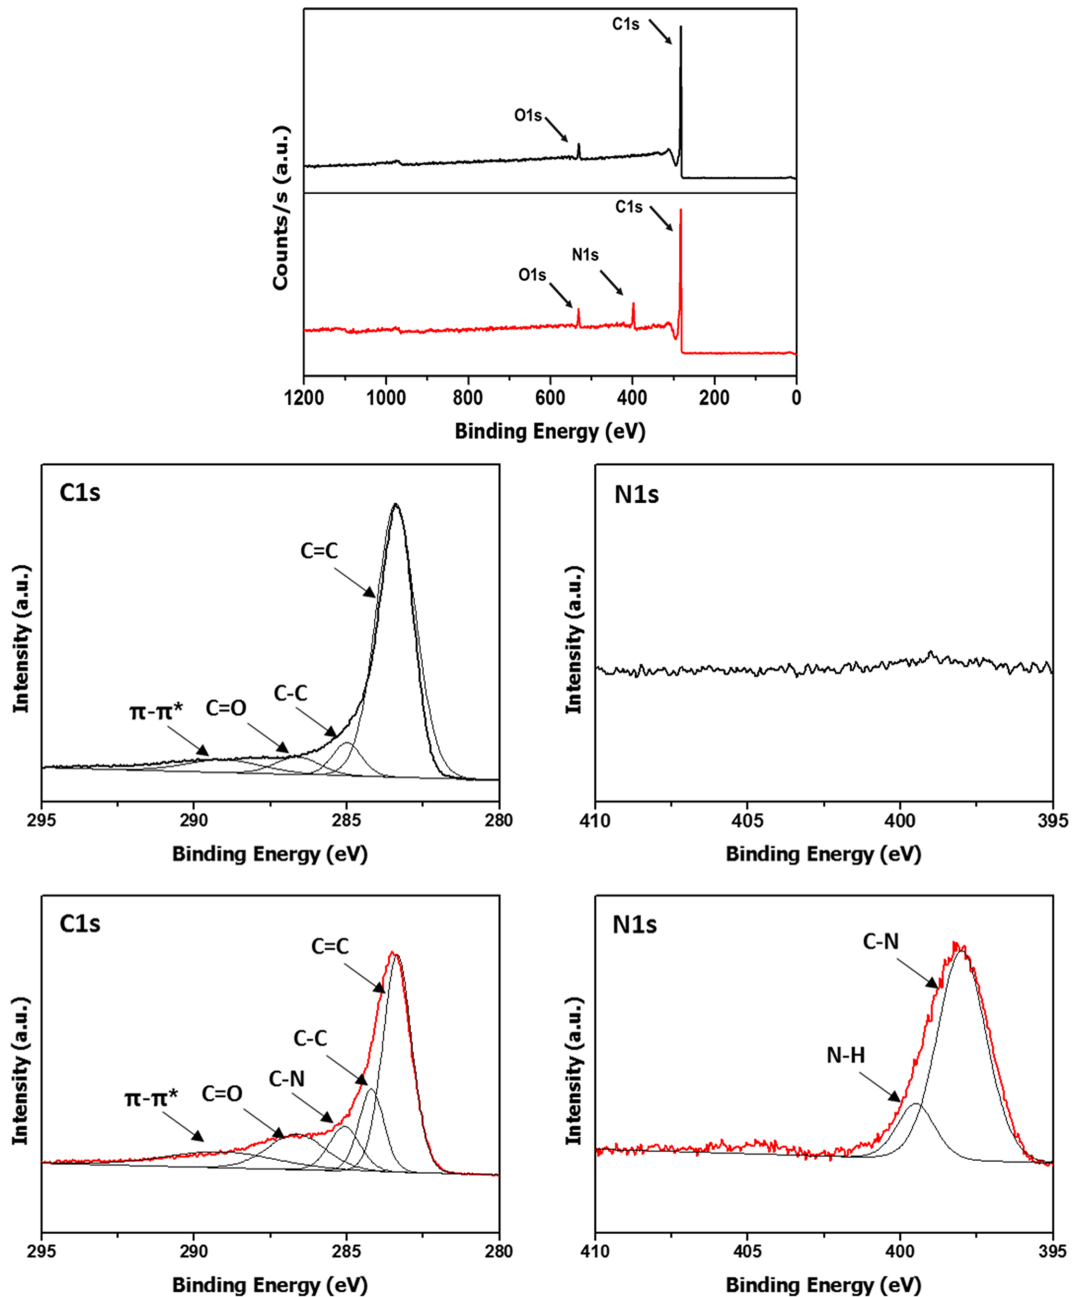 C1s
O1s
C1s
N1s
O1s
Counts/s (a.u.)
1200 1000 800 600 400 200 0
Binding Energy (eV)
C1s
C=C
C-C
C=O
π-π*
Intensity (a.u.)
295 290 285 280
Binding Energy (eV)
N1s
Intensity (a.u.)
410 405 400 395
Binding Energy (eV)
C1s
C=C
C-C
C-N
C=O
π-π*
Intensity (a.u.)
295 290 285 280
Binding Energy (eV)
N1s
C-N
N-H
Intensity (a.u.)
410 405 400 395
Binding Energy (eV)